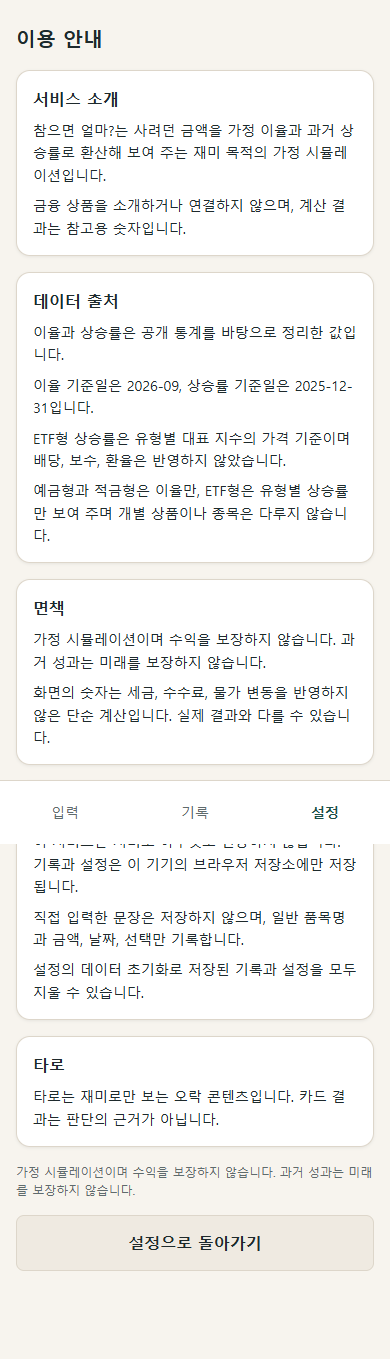 이용 안내
서비스 소개
참으면 얼마?는 사려던 금액을 가정 이율과 과거 상
승률로 환산해 보여 주는 재미 목적의 가정 시뮬레
이션입니다.
금융 상품을 소개하거나 연결하지 않으며, 계산 결
과는 참고용 숫자입니다.
데이터 출처
이율과 상승률은 공개 통계를 바탕으로 정리한 값입
니다.
이율 기준일은 2026-09, 상승률 기준일은 2025-12-
31입니다.
ETF형 상승률은 유형별 대표 지수의 가격 기준이며
배당, 보수, 환율은 반영하지 않았습니다.
예금형과 적금형은 이율만, ETF형은 유형별 상승률
만 보여 주며 개별 상품이나 종목은 다루지 않습니
다.
면책
가정 시뮬레이션이며 수익을 보장하지 않습니다. 과
거 성과는 미래를 보장하지 않습니다.
화면의 숫자는 세금, 수수료, 물가 변동을 반영하지
않은 단순 계산입니다. 실제 결과와 다를 수 있습니
다.
입력
기록
설정
기록과 설정은 이 기기의 브라우저 저장소에만 저장
됩니다.
직접 입력한 문장은 저장하지 않으며, 일반 품목명
과 금액, 날짜, 선택만 기록합니다.
설정의 데이터 초기화로 저장된 기록과 설정을 모두
지울 수 있습니다.
타로
타로는 재미로만 보는 오락 콘텐츠입니다. 카드 결
과는 판단의 근거가 아닙니다.
가정 시뮬레이션이며 수익을 보장하지 않습니다. 과거 성과는 미래
를 보장하지 않습니다.
설정으로 돌아가기